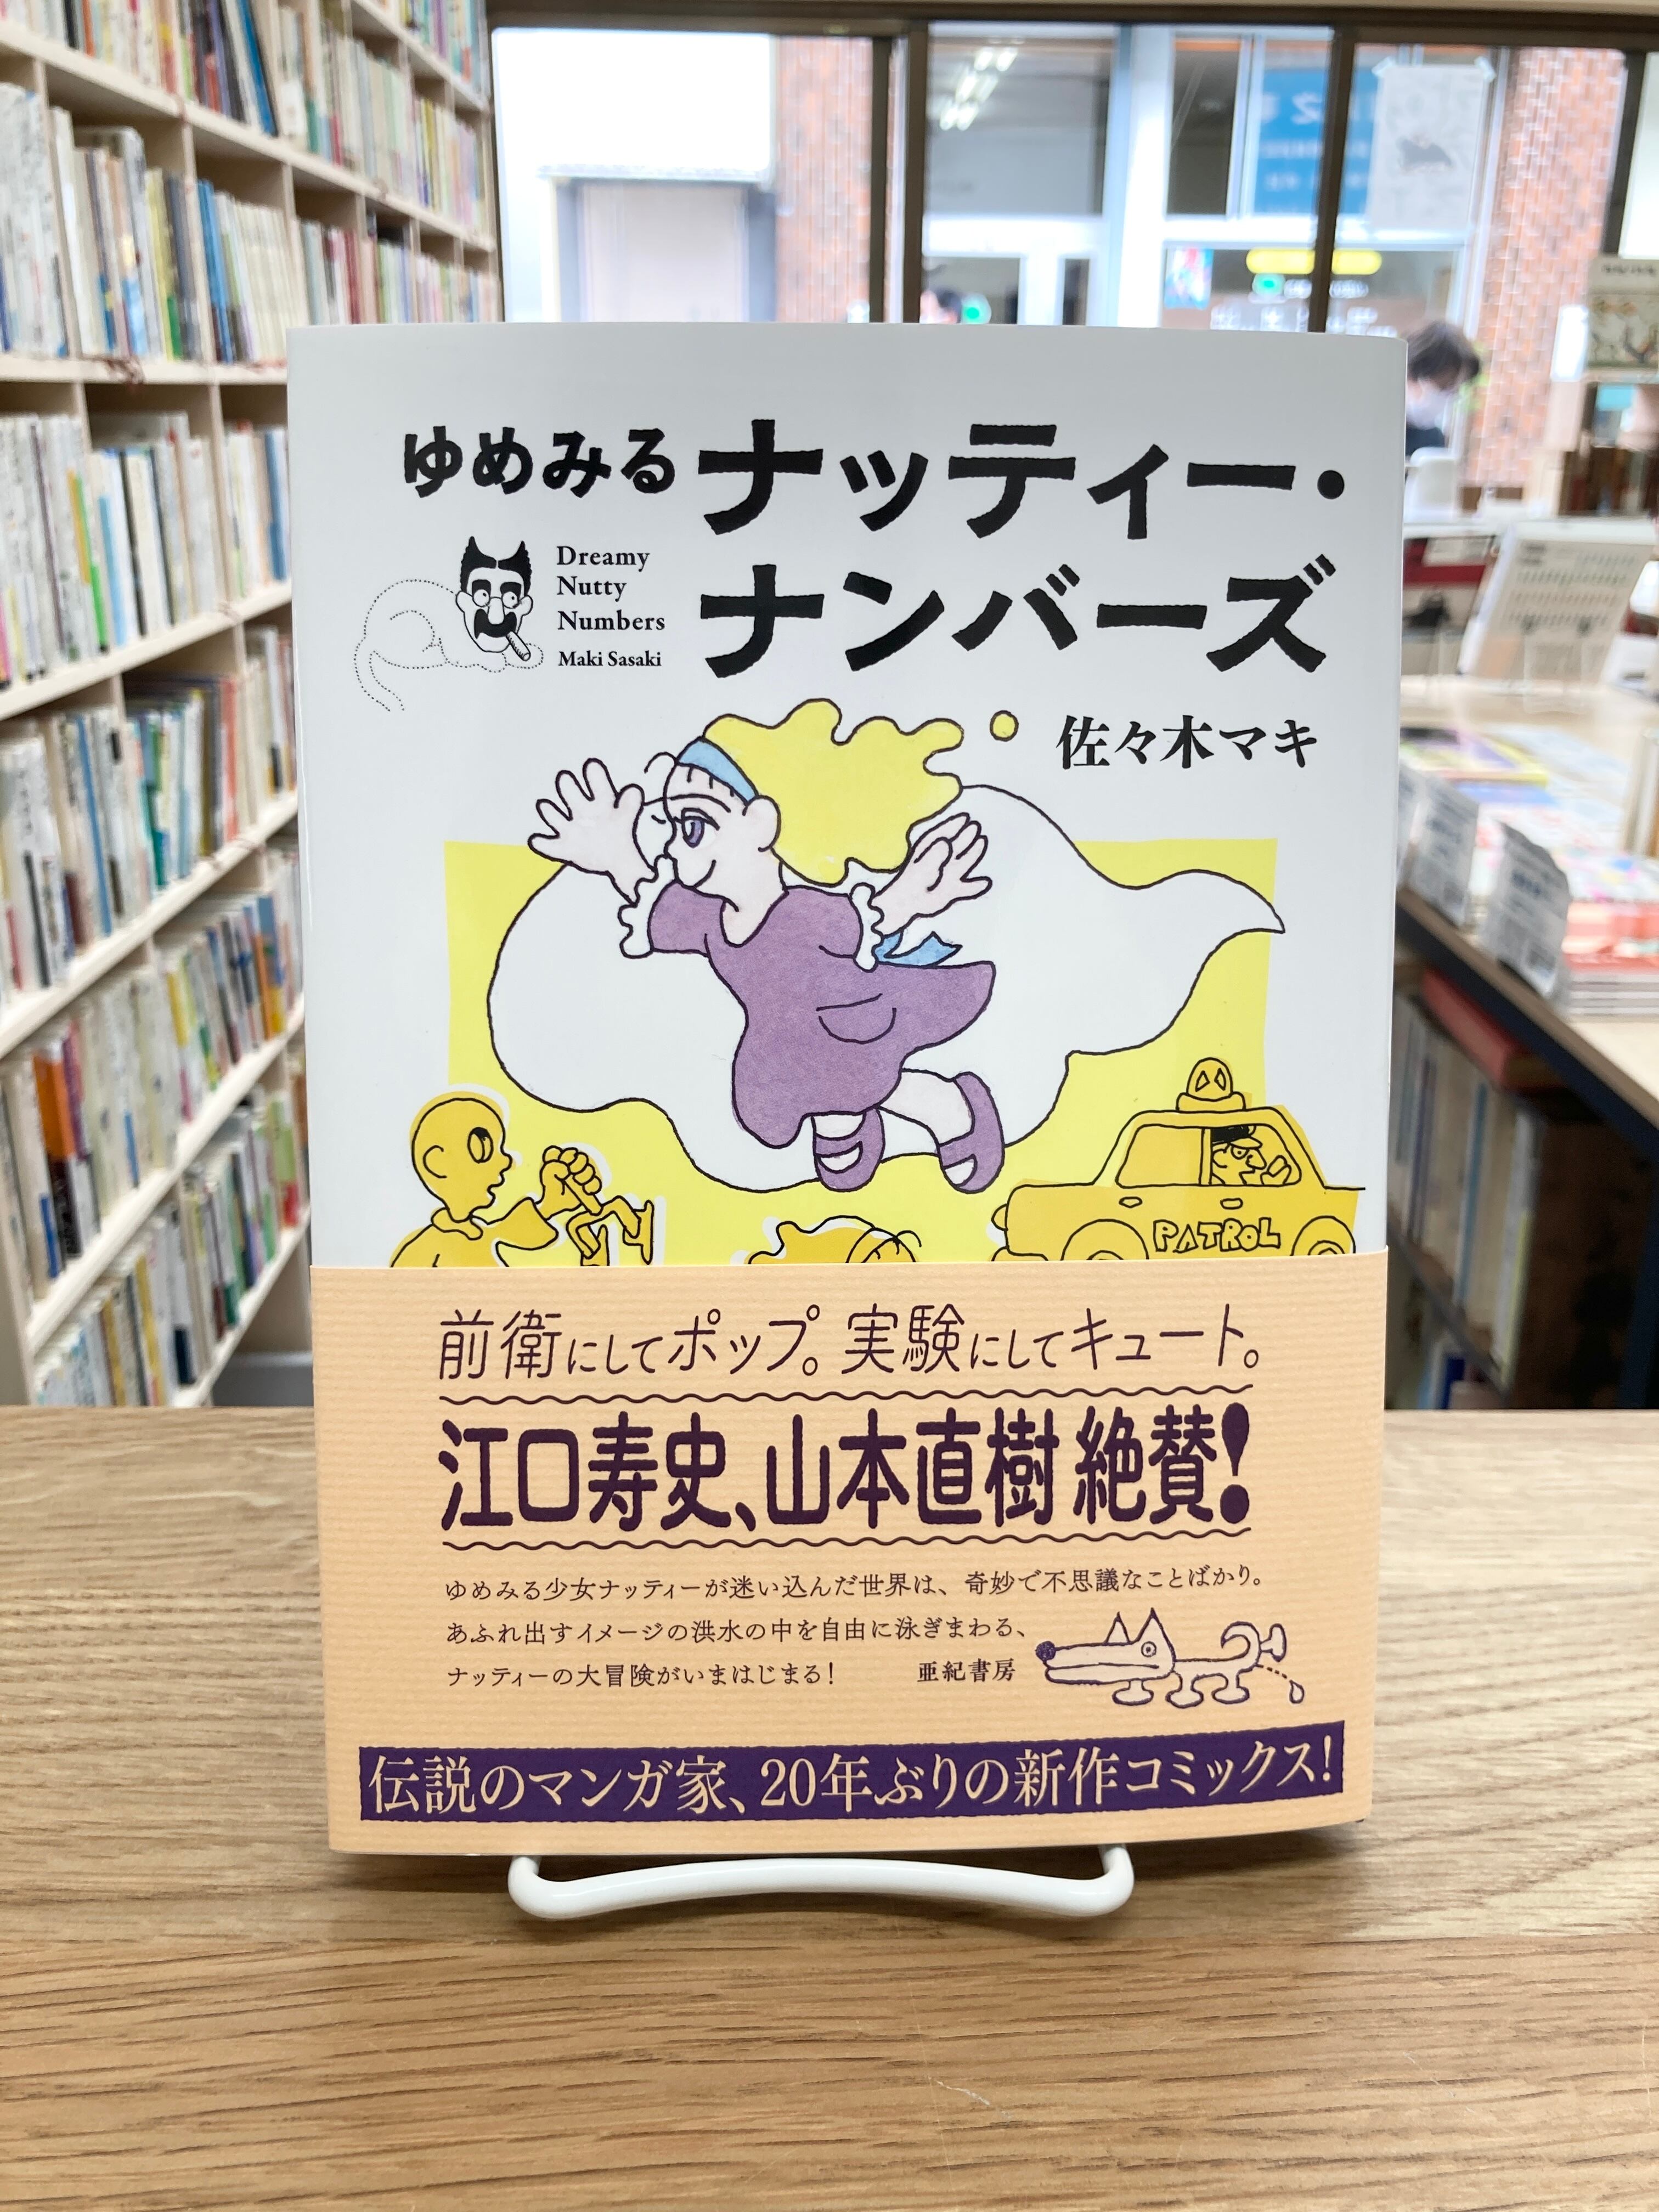 ゆめみるナッティー・
ナンバーズ
Dreamy
Nutty
Numbers
Maki Sasaki
佐々木マキ
PATROL
前衛にしてポップ。実験にしてキュート。
江口寿史、山本直樹 絶賛!
ゆめみる少女ナッティーが迷い込んだ世界は、奇妙で不思議なことばかり。
あふれ出すイメージの洪水の中を自由に泳ぎまわる、
ナッティーの大冒険がいまはじまる! 亜紀書房
伝説のマンガ家、20年ぶりの新作コミックス!